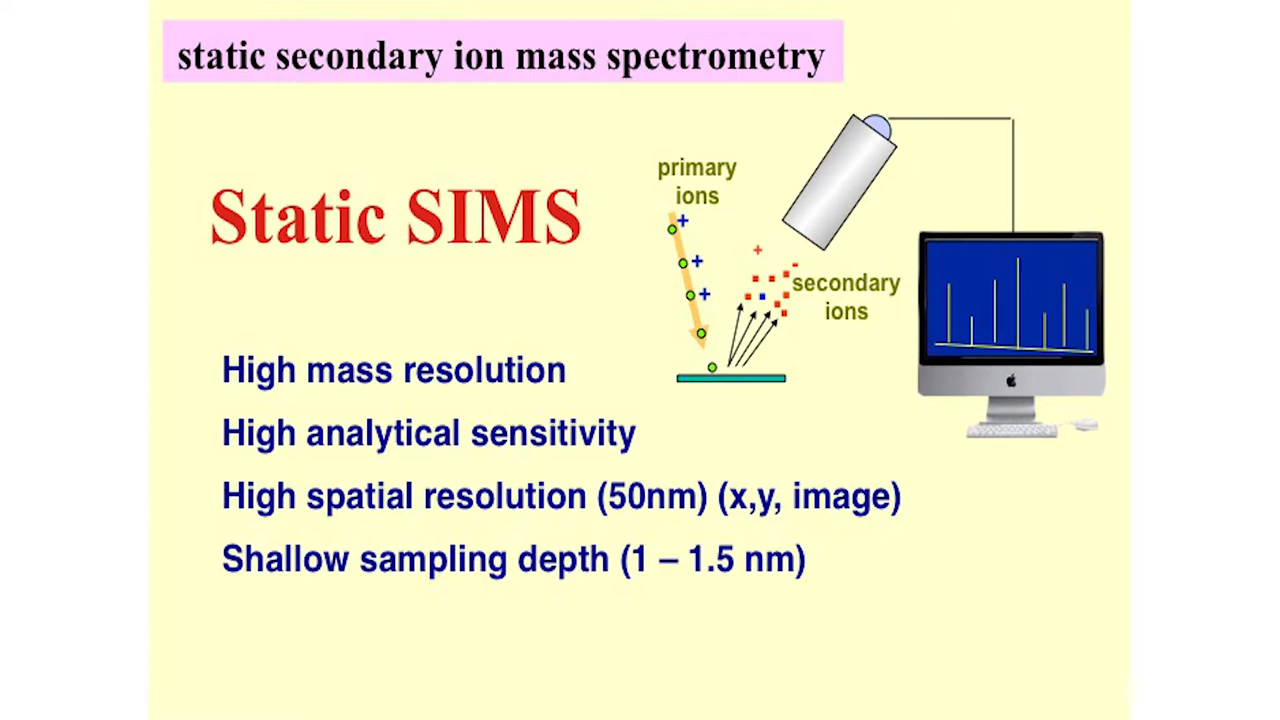 static secondary ion mass spectrometry
Static SIMS
primary
ions
+
+
+
+
-
secondary
ions
High mass resolution
High analytical sensitivity
High spatial resolution (50nm) (x,y, image)
Shallow sampling depth (1 – 1.5 nm)